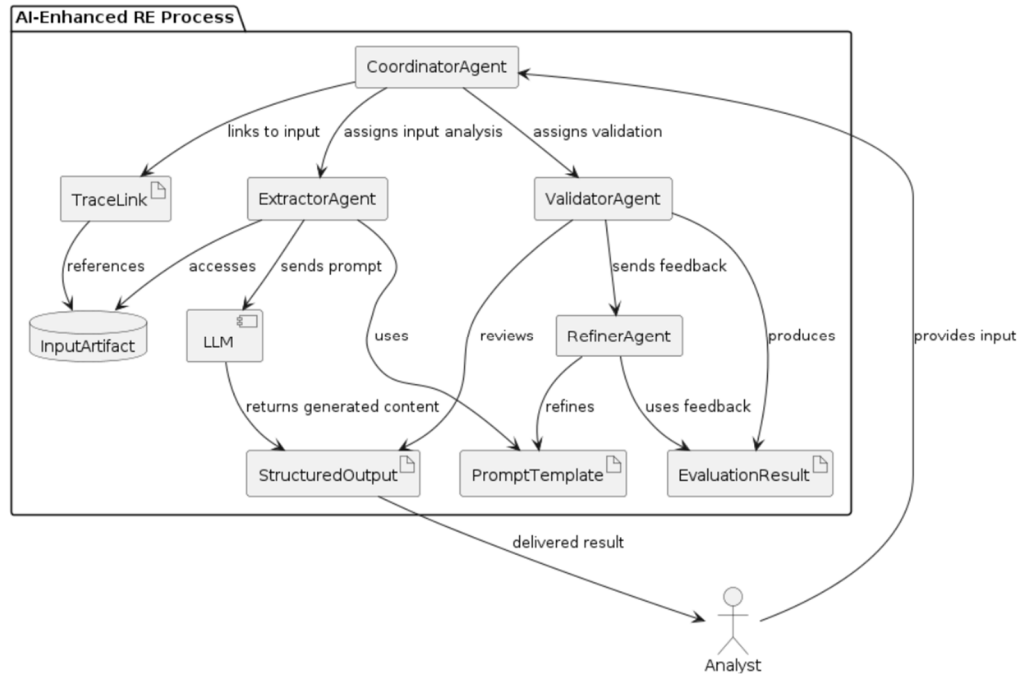 AI-Enhanced RE Process
CoordinatorAgent
links to input
assigns input analysis
assigns validation
TraceLink
ExtractorAgent
ValidatorAgent
references
accesses
sends prompt
sends feedback
InputArtifact
LLM
uses
reviews
RefinerAgent
produces
provides input
returns generated content
refines
uses feedback
StructuredOutput
PromptTemplate
EvaluationResult
delivered result
Analyst